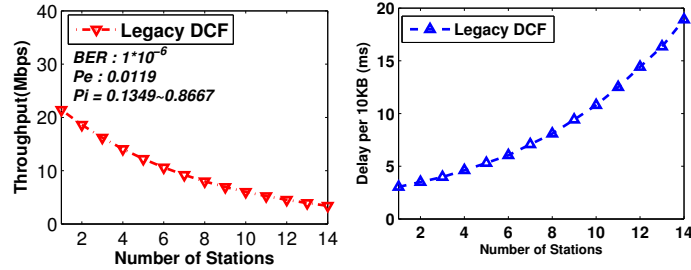 40
30
20
10
0
Throughput(Mbps)
Legacy DCF
BER : 1*10⁻⁶
Pe : 0.0119
Pi = 0.1349~0.8667
2 4 6 8 10 12 14
Number of Stations
20
15
10
5
0
Delay per 10KB (ms)
Legacy DCF
2 4 6 8 10 12 14
Number of Stations